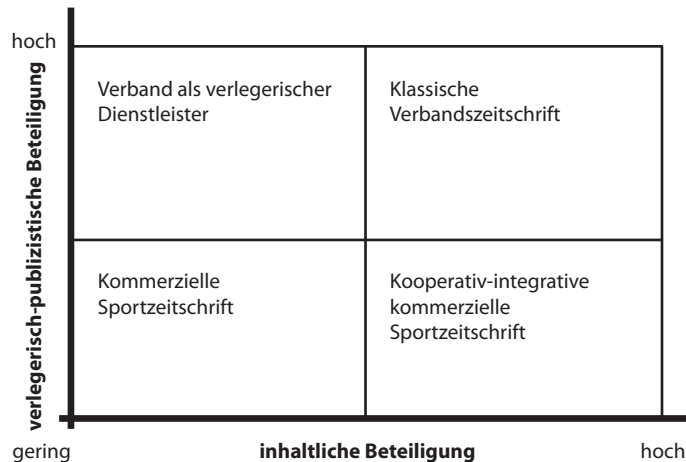 hoch
verlegerisch-publizistische Beteiligung
Verband als verlegerischer
Dienstleister
Klassische
Verbandszeitschrift
Kommerzielle
Sportzeitschrift
Kooperativ-integrative
kommerzielle
Sportzeitschrift
gering
inhaltliche Beteiligung
hoch